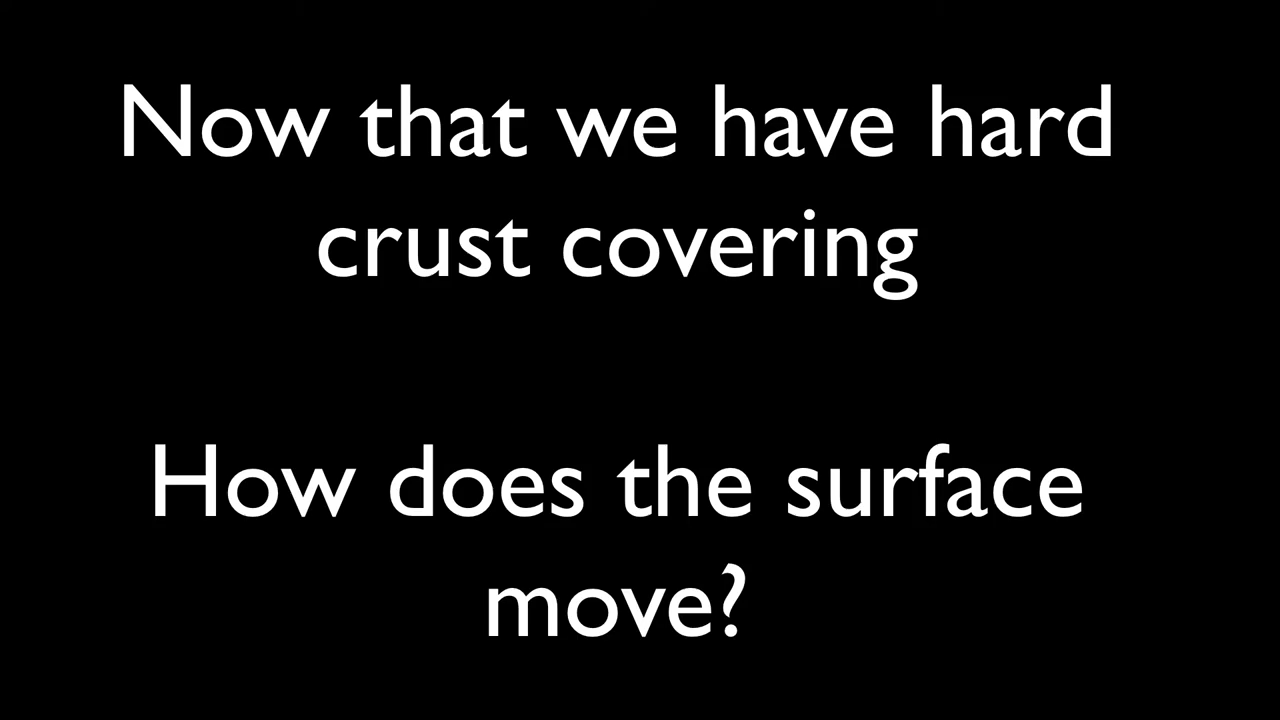 Now that we have hard
crust covering
How does the surface
move?